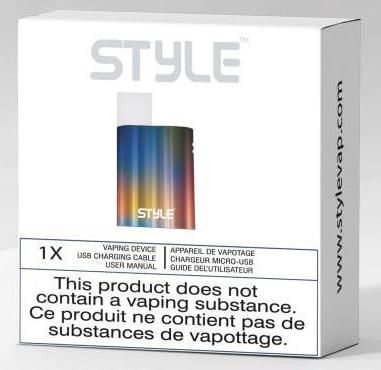 STYLE™
STYLE
1X
VAPING DEVICE
USB CHARGING CABLE
USER MANUAL
APPAREIL DE VAPOTAGE
CHARGEUR MICRO-USB
GUIDE DEL'UTILISATEUR
This product does not
contain a vaping substance.
Ce produit ne contient pas de
substances de vapottage.
www.stylevap.com